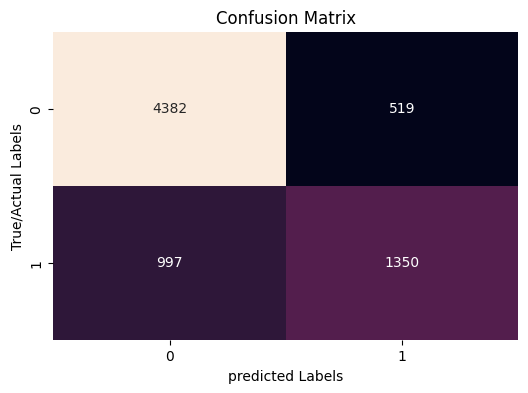 Confusion Matrix
True/Actual Labels
0
4382
519
1
997
1350
0
1
predicted Labels